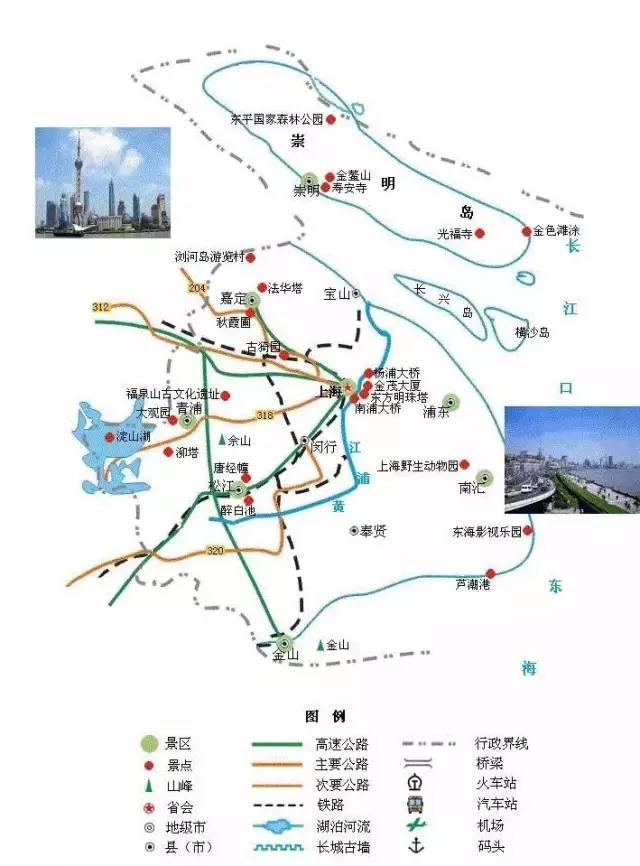 东平国家森林公园
崇
明
岛
金鳌山
崇明
寿安寺
光福寺
金色滩涂
长
江
口
浏河岛游览村
204
法华塔
嘉定
宝山
长
兴
岛
横沙岛
312
秋霞圃
古猗园
上海
杨浦大桥
金茂大厦
东方明珠塔
南浦大桥
浦东
福泉山古文化遗址
大观园
青浦
318
淀山湖
佘山
闵行
江
浦
黄
泖塔
唐经幢
松江
醉白池
上海野生动物园
南汇
奉贤
东海影视乐园
320
芦潮港
东
海
金山
金山
图 例
景区
高速公路
行政界线
景点
主要公路
桥梁
山峰
次要公路
火车站
省会
铁路
汽车站
地级市
湖泊河流
机场
县（市）
长城古墙
码头